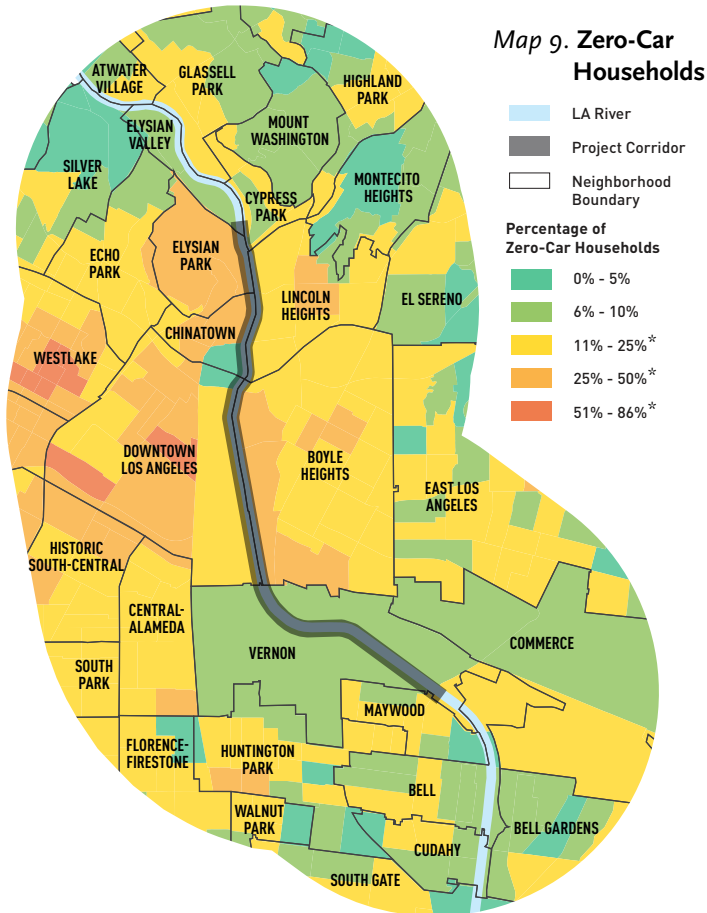 Map 9. Zero-Car
Households
LA River
Project Corridor
Neighborhood
Boundary
Percentage of
Zero-Car Households
0% - 5%
6% - 10%
11% - 25%*
25% - 50%*
51% - 86%*
ATWATER
VILLAGE
GLASSELL
PARK
HIGHLAND
PARK
ELYSIAN
VALLEY
MOUNT
WASHINGTON
SILVER
LAKE
MONTECITO
HEIGHTS
CYPRESS
PARK
ECHO
PARK
ELYSIAN
PARK
LINCOLN
HEIGHTS
EL SERENO
CHINATOWN
WESTLAKE
DOWNTOWN
LOS ANGELES
BOYLE
HEIGHTS
EAST LOS
ANGELES
HISTORIC
SOUTH-CENTRAL
CENTRAL-
ALAMEDA
VERNON
COMMERCE
SOUTH
PARK
MAYWOOD
FLORENCE-
FIRESTONE
HUNTINGTON
PARK
BELL
WALNUT
PARK
BELL GARDENS
CUDAHY
SOUTH GATE